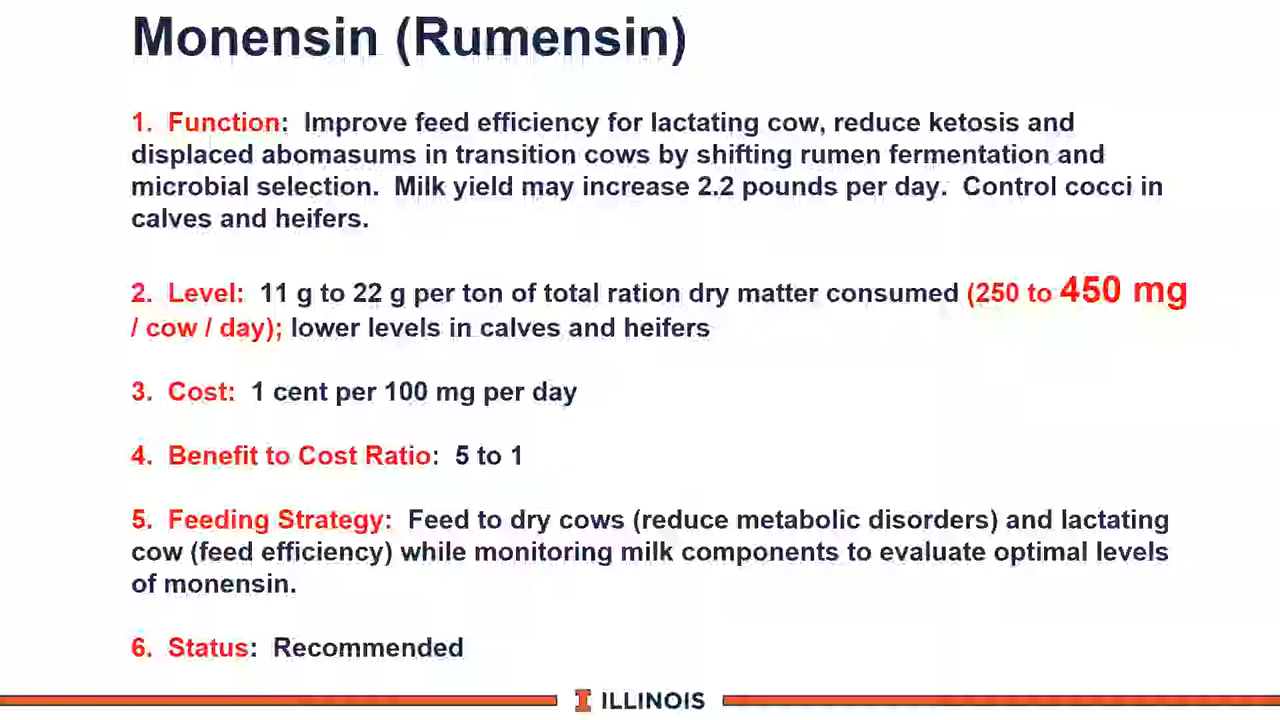 Monensin (Rumensin)
1. Function: Improve feed efficiency for lactating cow, reduce ketosis and
displaced abomasums in transition cows by shifting rumen fermentation and
microbial selection. Milk yield may increase 2.2 pounds per day. Control cocci in
calves and heifers.
2. Level: 11 g to 22 g per ton of total ration dry matter consumed (250 to 450 mg
/ cow / day); lower levels in calves and heifers
3. Cost: 1 cent per 100 mg per day
4. Benefit to Cost Ratio: 5 to 1
5. Feeding Strategy: Feed to dry cows (reduce metabolic disorders) and lactating
cow (feed efficiency) while monitoring milk components to evaluate optimal levels
of monensin.
6. Status: Recommended
I ILLINOIS